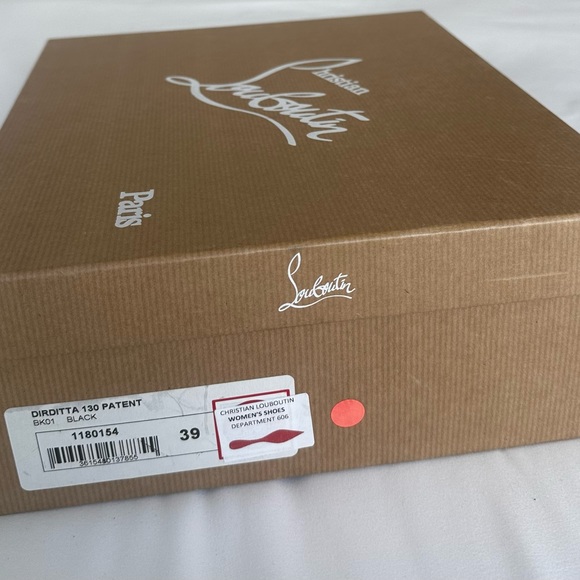 Christian
Louboutin
Paris
Louboutin
DIRDITTA 130 PATENT
BK01 BLACK
1180154
39
CHRISTIAN LOUBOUTIN
WOMEN'S SHOES
DEPARTMENT 606